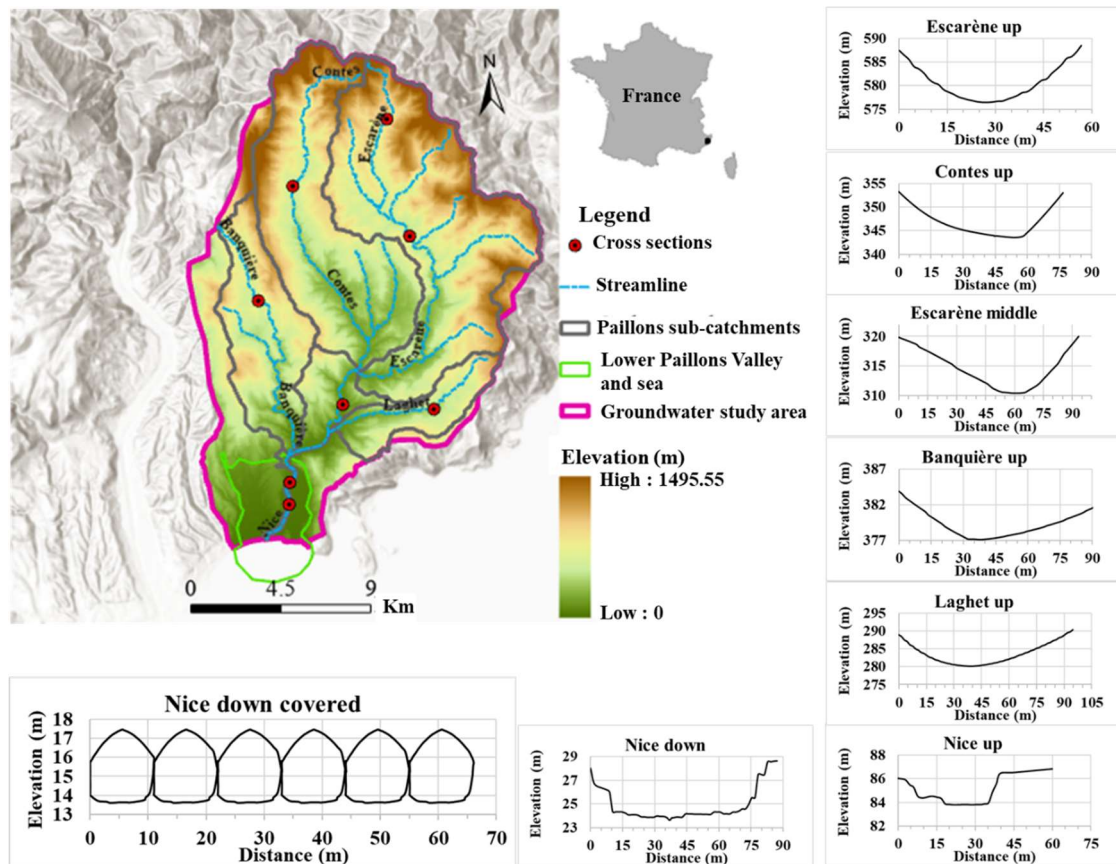 Contes
Escarène
Banquière
Contes
Escarène
Banquière
Laghet
Nice
N
0 4.5 9
Km
France
Legend
Cross sections
Streamline
Paillons sub-catchments
Lower Paillons Valley
and sea
Groundwater study area
Elevation (m)
High : 1495.55
Low : 0
Escarène up
Elevation (m)
590
585
580
575
0 15 30 45 60
Distance (m)
Contes up
Elevation (m)
355
350
345
340
0 15 30 45 60 75 90
Distance (m)
Escarène middle
Elevation (m)
320
315
310
0 15 30 45 60 75 90 105
Distance (m)
Banquière up
Elevation (m)
387
382
377
0 15 30 45 60 75 90
Distance (m)
Laghet up
Elevation (m)
295
290
285
280
275
0 15 30 45 60 75 90 105
Distance (m)
Nice down covered
Elevation (m)
18
17
16
15
14
13
0 10 20 30 40 50 60 70
Distance (m)
Nice down
Elevation (m)
29
27
25
23
0 15 30 45 60 75 90
Distance (m)
Nice up
Elevation (m)
88
86
84
82
0 15 30 45 60 75
Distance (m)